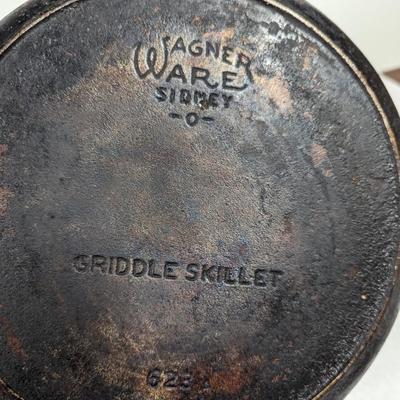 WAGNER
WARE
SIDNEY
-O-
GRIDDLE SKILLET